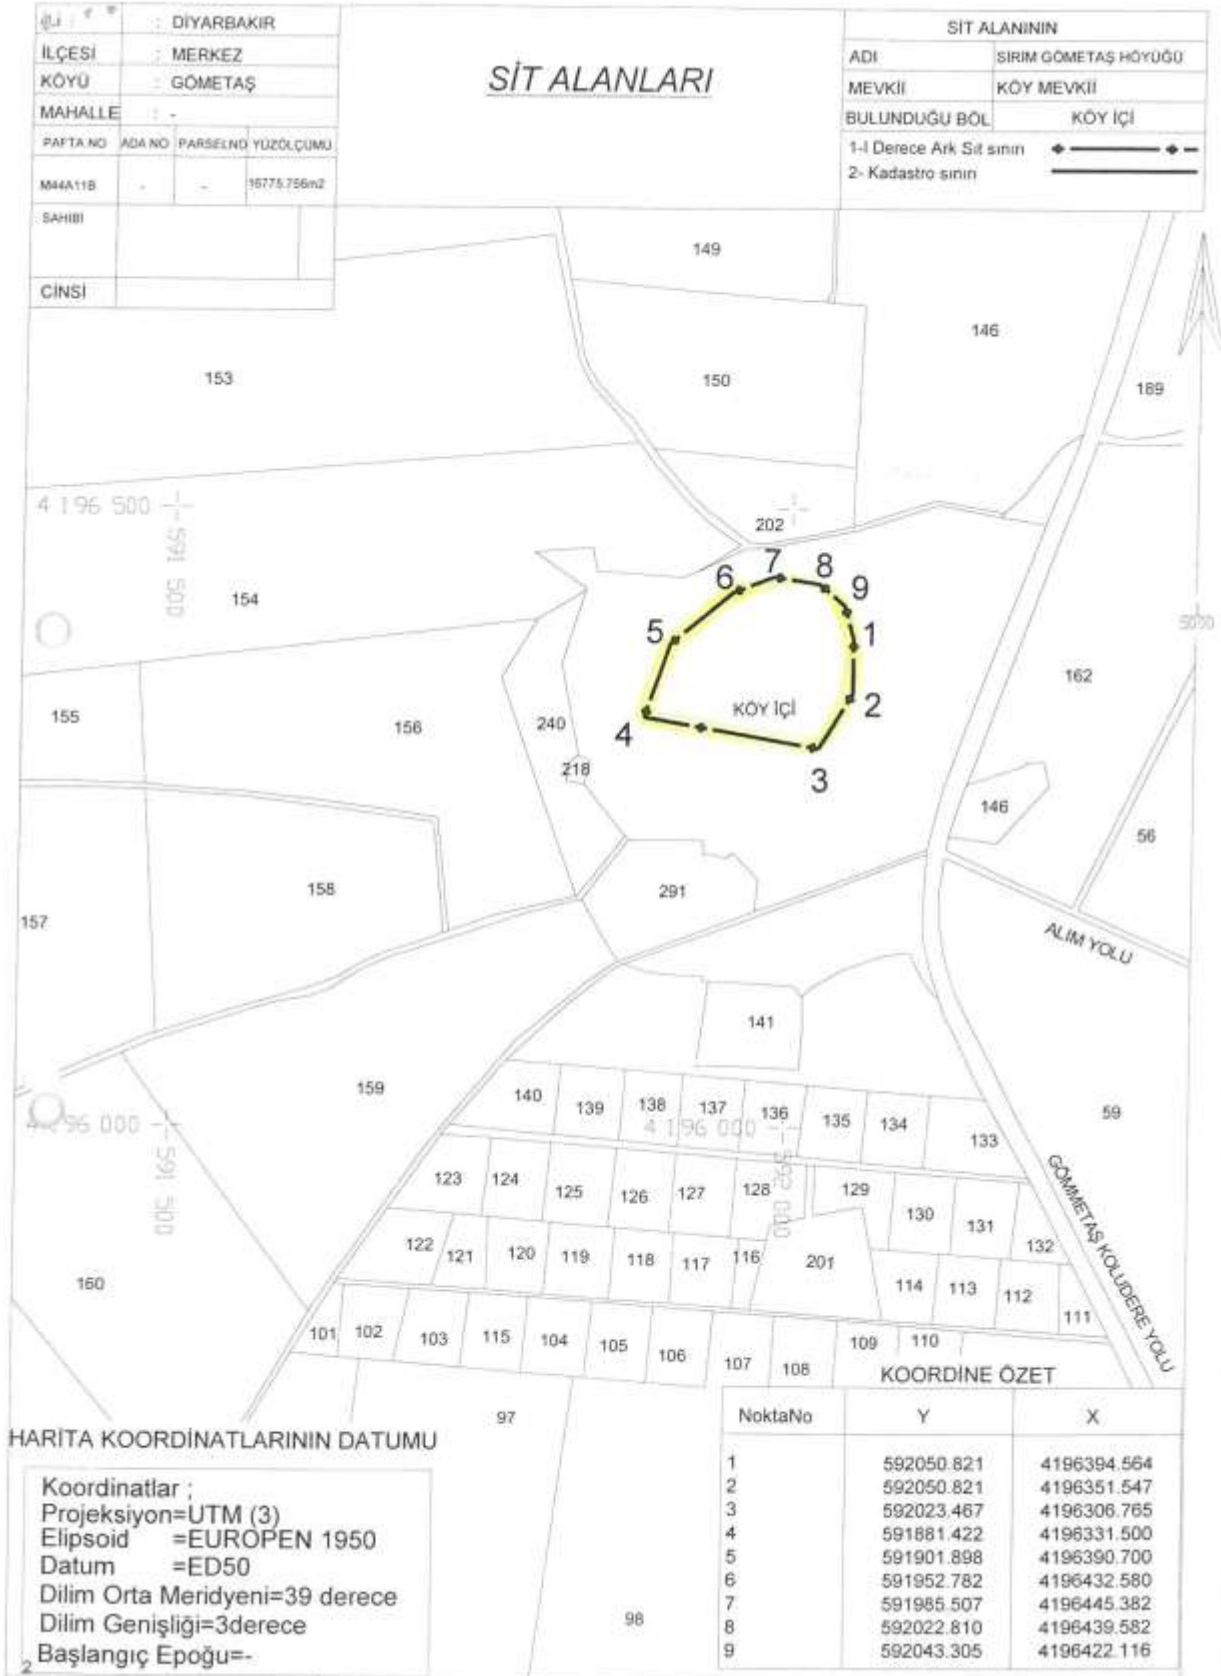 : DİYARBAKIR
İLÇESİ : MERKEZ
KÖYÜ : GÖMETAŞ
MAHALLE : -
PAFTA NO ADA NO PARSELNO YÜZÖLÇÜMÜ
M44A11B - - 16775.756m2
SAHİBİ
CİNSİ
SİT ALANLARI
SİT ALANININ
ADI SIRIM GÖMETAŞ HÖYÜĞÜ
MEVKİİ KÖY MEVKİİ
BULUNDUĞU BÖL KÖY İÇİ
1-I Derece Ark Sit sınırı
2- Kadastro sınırı
149
146
153
150
189
4 196 500
591 500
202
154
7
8
6
9
5
1
5000
162
155
156
240
KÖY İÇİ
2
4
218
3
146
56
158
291
157
ALIM YOLU
141
159
140
139
138
137
136
135
134
133
59
4 196 000
4 196 000
591 500
592 000
123
124
125
126
127
128
129
130
131
132
GÖMMETAŞ KOLUDERE YOLU
122
121
120
119
118
117
116
201
114
113
112
111
160
101
102
103
115
104
105
106
107
108
109
110
97
98
KOORDİNE ÖZET
NoktaNo Y X
1 592050.821 4196394.564
2 592050.821 4196351.547
3 592023.467 4196306.765
4 591881.422 4196331.500
5 591901.898 4196390.700
6 591952.782 4196432.580
7 591985.507 4196445.382
8 592022.810 4196439.582
9 592043.305 4196422.116
HARİTA KOORDİNATLARININ DATUMU
Koordinatlar ;
Projeksiyon=UTM (3)
Elipsoid =EUROPEN 1950
Datum =ED50
Dilim Orta Meridyeni=39 derece
Dilim Genişliği=3derece
Başlangıç Epoğu=-
2